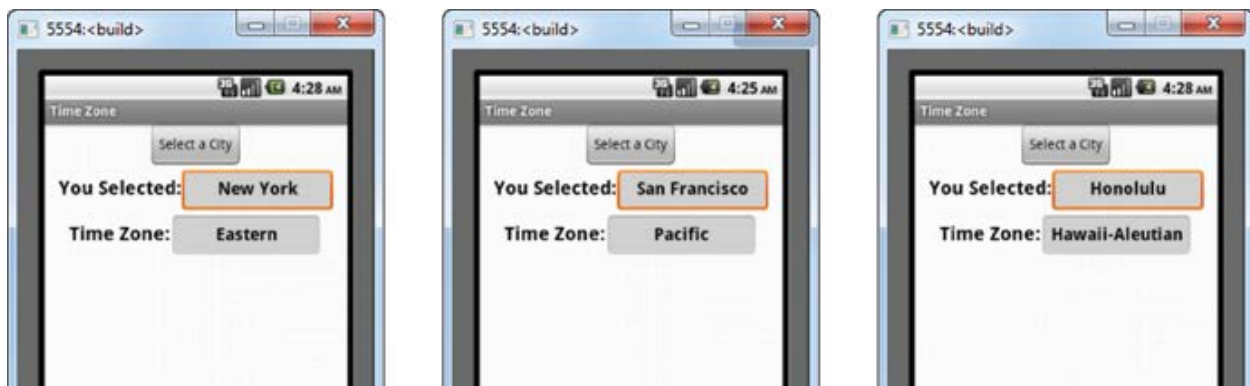 5554:<build>
4:28 AM
Time Zone
Select a City
You Selected: New York
Time Zone: Eastern
5554:<build>
4:25 AM
Time Zone
Select a City
You Selected: San Francisco
Time Zone: Pacific
5554:<build>
4:28 AM
Time Zone
Select a City
You Selected: Honolulu
Time Zone: Hawaii-Aleutian